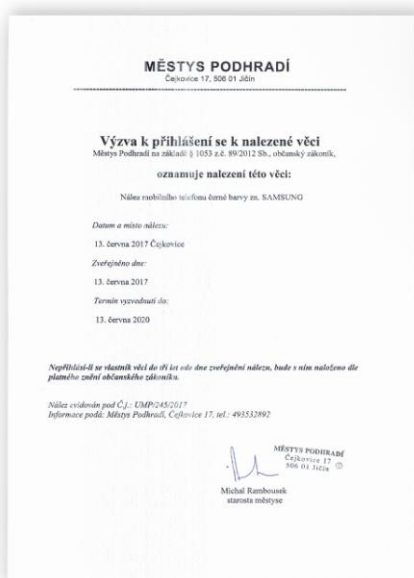 MĚSTYS PODHRADÍ
Čejkovice 17, 506 01 Jičín
Výzva k přihlášení se k nalezené věci
Městys Podhradí na základě § 1053 z.č. 89/2012 Sb., občanský zákoník,
oznamuje nalezení této věci:
Nález mobilního telefonu černé barvy zn. SAMSUNG
Datum a místo nálezu:
13. června 2017 Čejkovice
Zveřejněno dne:
13. června 2017
Termín vyzvednutí do:
13. června 2020
Nepřihlásí-li se vlastník věci do tří let ode dne zveřejnění nálezu, bude s ním naloženo dle
platného znění občanského zákoníku.
Nález evidován pod Č.j.: UMP/245/2017
Informace podá: Městys Podhradí, Čejkovice 17, tel.: 493532892
MĚSTYS PODHRADÍ
Čejkovice 17
506 01 Jičín
Michal Rambousek
starosta městyse